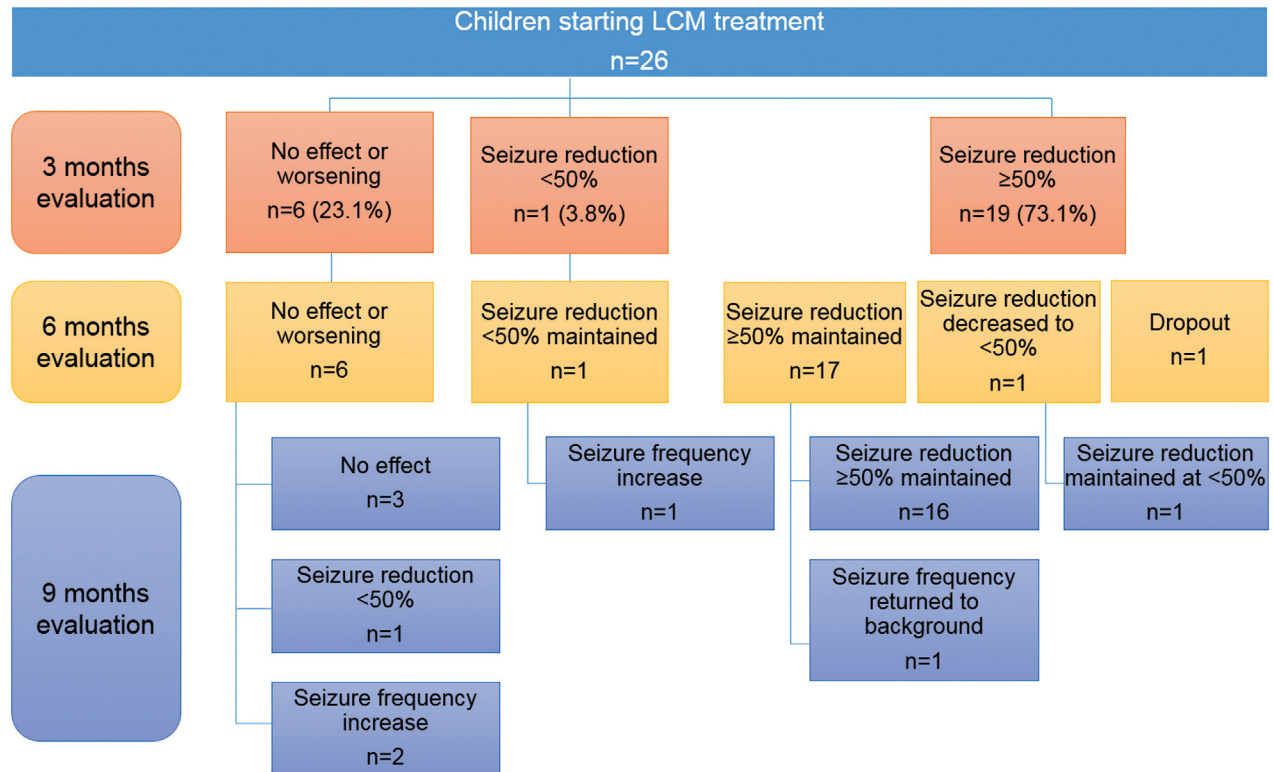 Children starting LCM treatment
n=26
3 months
evaluation
No effect or
worsening
n=6 (23.1%)
Seizure reduction
<50%
n=1 (3.8%)
Seizure reduction
≥50%
n=19 (73.1%)
6 months
evaluation
No effect or
worsening
n=6
Seizure reduction
<50% maintained
n=1
Seizure reduction
≥50% maintained
n=17
Seizure reduction
decreased to
<50%
n=1
Dropout
n=1
9 months
evaluation
No effect
n=3
Seizure frequency
increase
n=1
Seizure reduction
≥50% maintained
n=16
Seizure reduction
maintained at <50%
n=1
Seizure reduction
<50%
n=1
Seizure frequency
returned to
background
n=1
Seizure frequency
increase
n=2